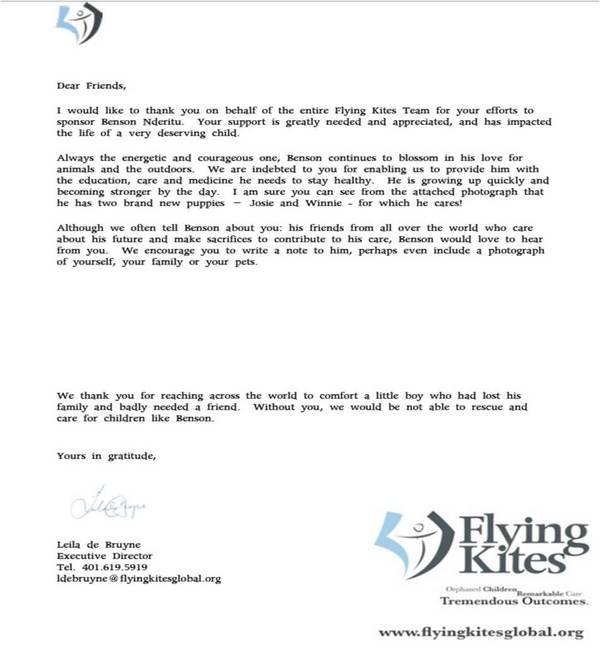 Dear Friends,
I would like to thank you on behalf of the entire Flying Kites Team for your efforts to
sponsor Benson Nderitu. Your support is greatly needed and appreciated, and has impacted
the life of a very deserving child.
Always the energetic and courageous one, Benson continues to blossom in his love for
animals and the outdoors. We are indebted to you for enabling us to provide him with
the education, care and medicine he needs to stay healthy. He is growing up quickly and
becoming stronger by the day. I am sure you can see from the attached photograph that
he has two brand new puppies – Josie and Winnie - for which he cares!
Although we often tell Benson about you: his friends from all over the world who care
about his future and make sacrifices to contribute to his care, Benson would love to hear
from you. We encourage you to write a note to him, perhaps even include a photograph
of yourself, your family or your pets.
We thank you for reaching across the world to comfort a little boy who had lost his
family and badly needed a friend. Without you, we would be not able to rescue and
care for children like Benson.
Yours in gratitude,
Leila de Bruyne
Executive Director
Tel. 401.619.5919
ldebruyne@flyingkitesglobal.org
Flying
Kites
Orphaned Children Remarkable Care
Tremendous Outcomes.
www.flyingkitesglobal.org